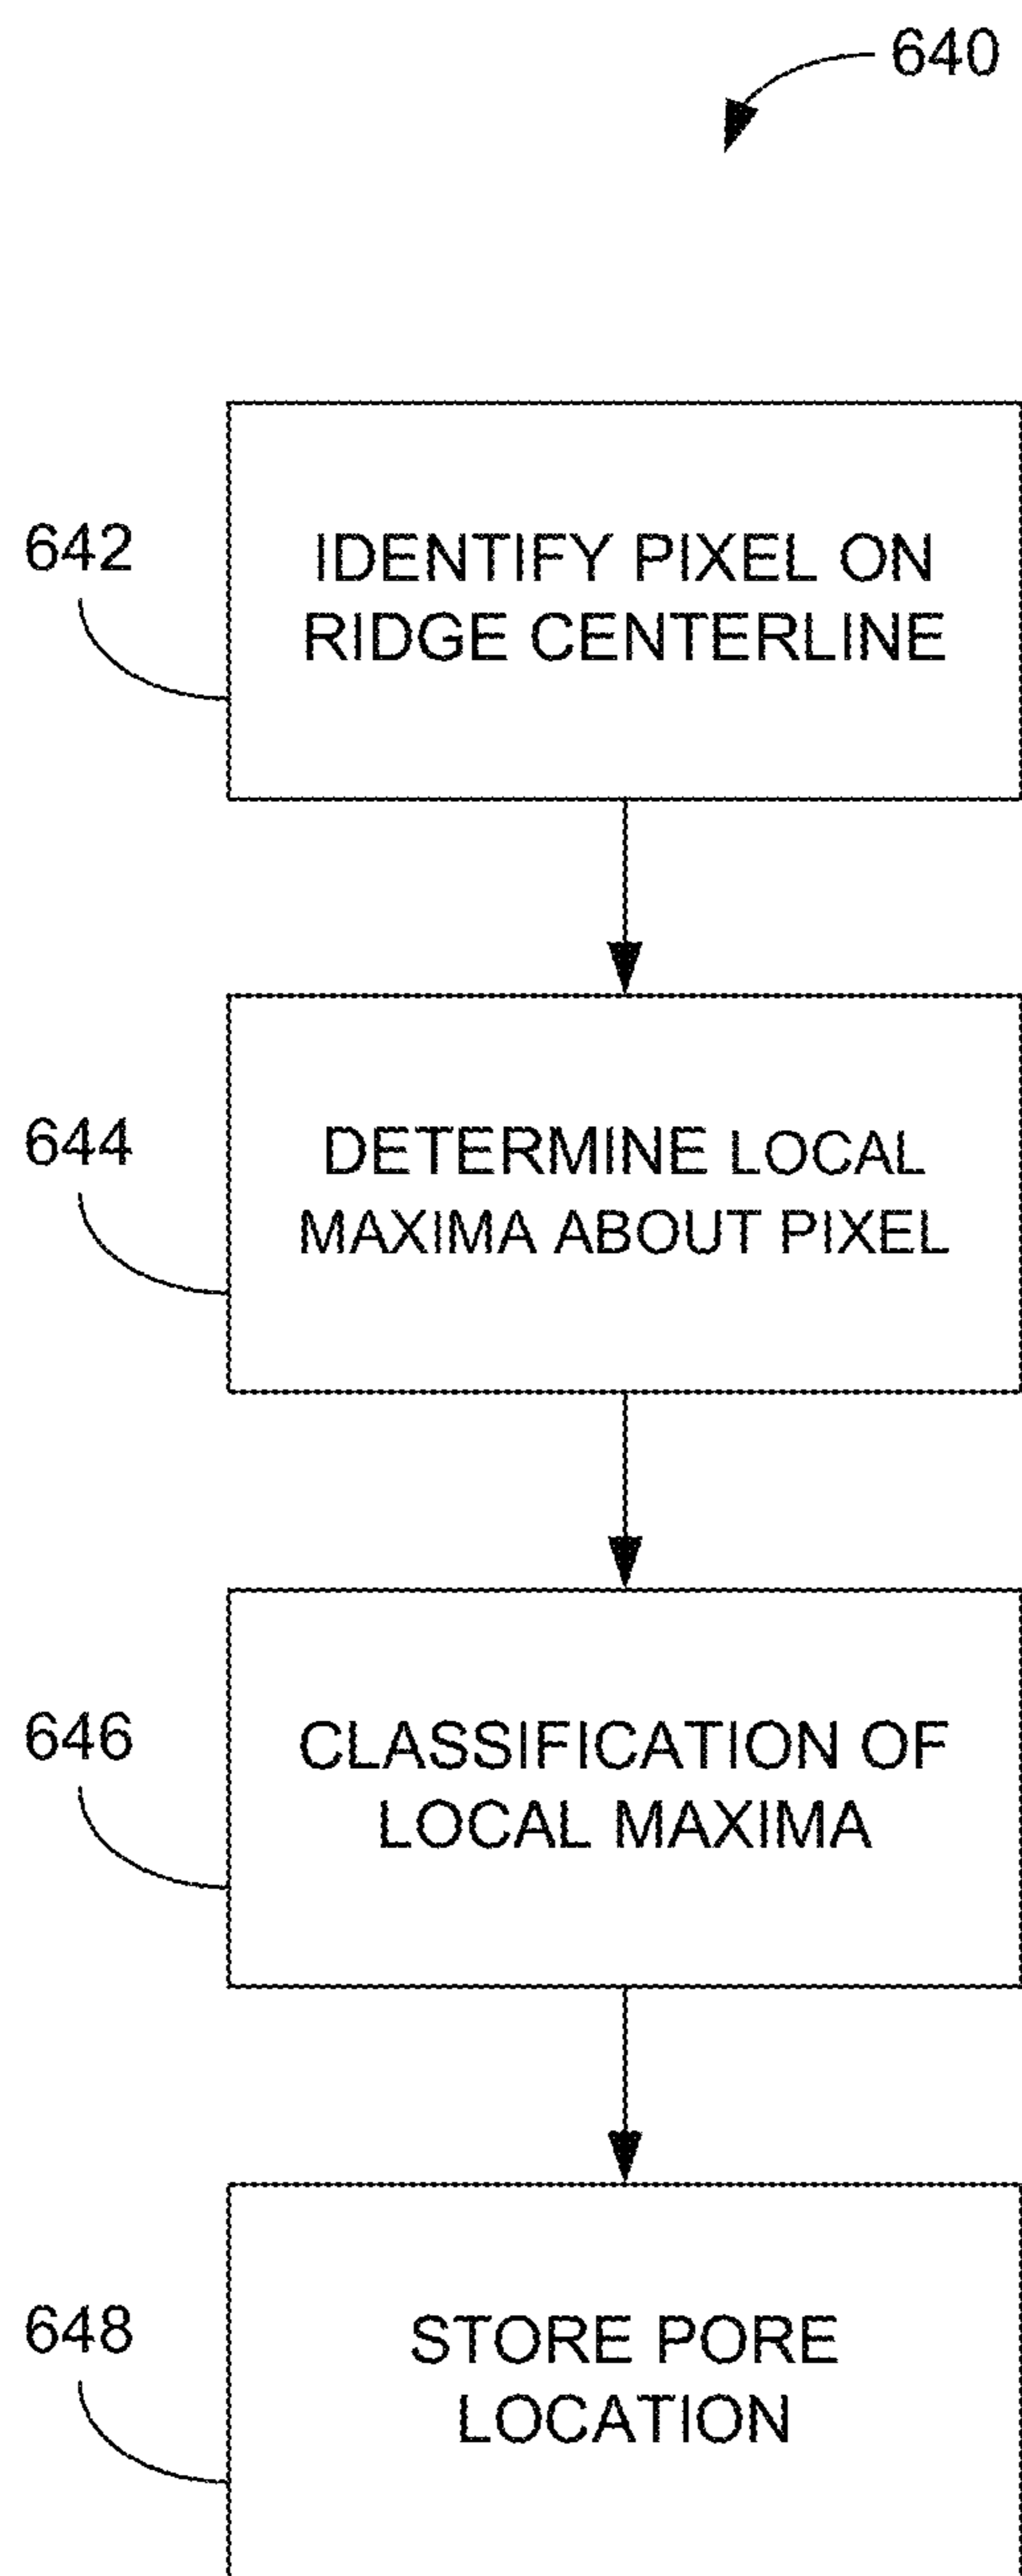 640
642
IDENTIFY PIXEL ON
RIDGE CENTERLINE
644
DETERMINE LOCAL
MAXIMA ABOUT PIXEL
646
CLASSIFICATION OF
LOCAL MAXIMA
648
STORE PORE
LOCATION